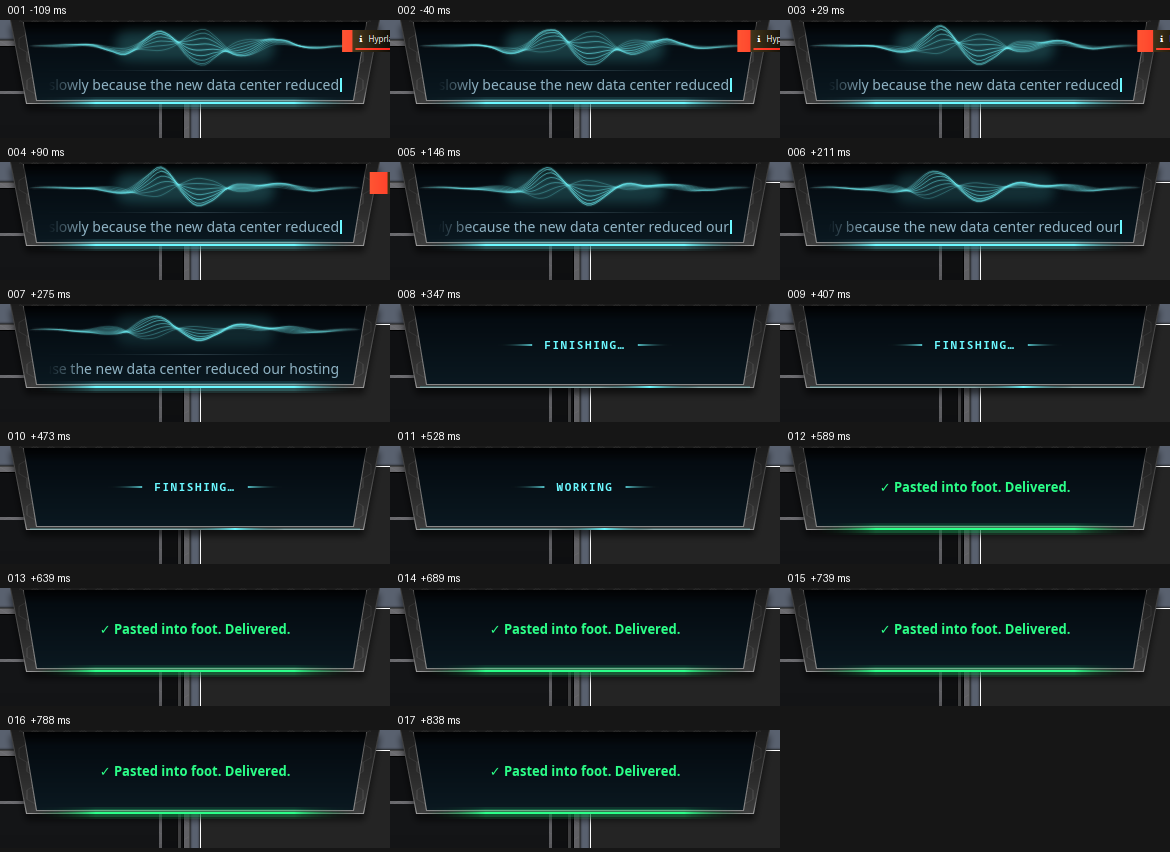 001 -109 ms
002 -40 ms
003 +29 ms
ℹ Hyprl
slowly because the new data center reduced
ℹ Hyp
slowly because the new data center reduced
ℹ
slowly because the new data center reduced
004 +90 ms
005 +146 ms
006 +211 ms
slowly because the new data center reduced
ly because the new data center reduced our
ly because the new data center reduced our
007 +275 ms
008 +347 ms
009 +407 ms
se the new data center reduced our hosting
FINISHING…
FINISHING…
010 +473 ms
011 +528 ms
012 +589 ms
FINISHING…
WORKING
✓ Pasted into foot. Delivered.
013 +639 ms
014 +689 ms
015 +739 ms
✓ Pasted into foot. Delivered.
✓ Pasted into foot. Delivered.
✓ Pasted into foot. Delivered.
016 +788 ms
017 +838 ms
✓ Pasted into foot. Delivered.
✓ Pasted into foot. Delivered.